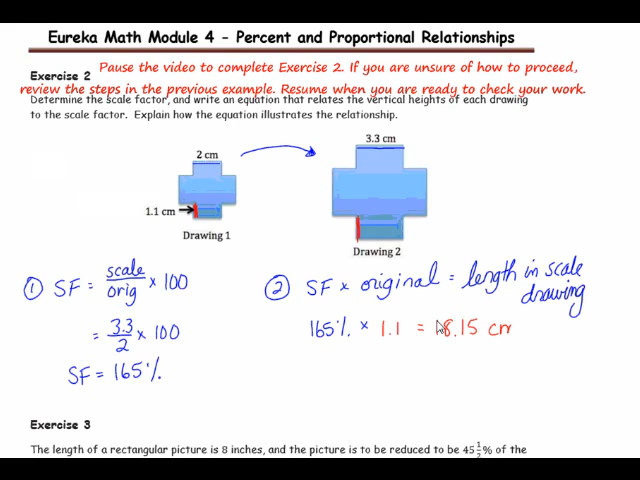 Eureka Math Module 4 – Percent and Proportional Relationships
Exercise 2
Pause the video to complete Exercise 2. If you are unsure of how to proceed,
review the steps in the previous example. Resume when you are ready to check your work.
Determine the scale factor, and write an equation that relates the vertical heights of each drawing
to the scale factor. Explain how the equation illustrates the relationship.
2 cm
3.3 cm
1.1 cm
Drawing 1
Drawing 2
① SF = scale/orig × 100
= 3.3/2 × 100
SF = 165%
② SF × original = length in scale
drawing
165% × 1.1 = 18.15 cm
Exercise 3
The length of a rectangular picture is 8 inches, and the picture is to be reduced to be 45 1/2% of the